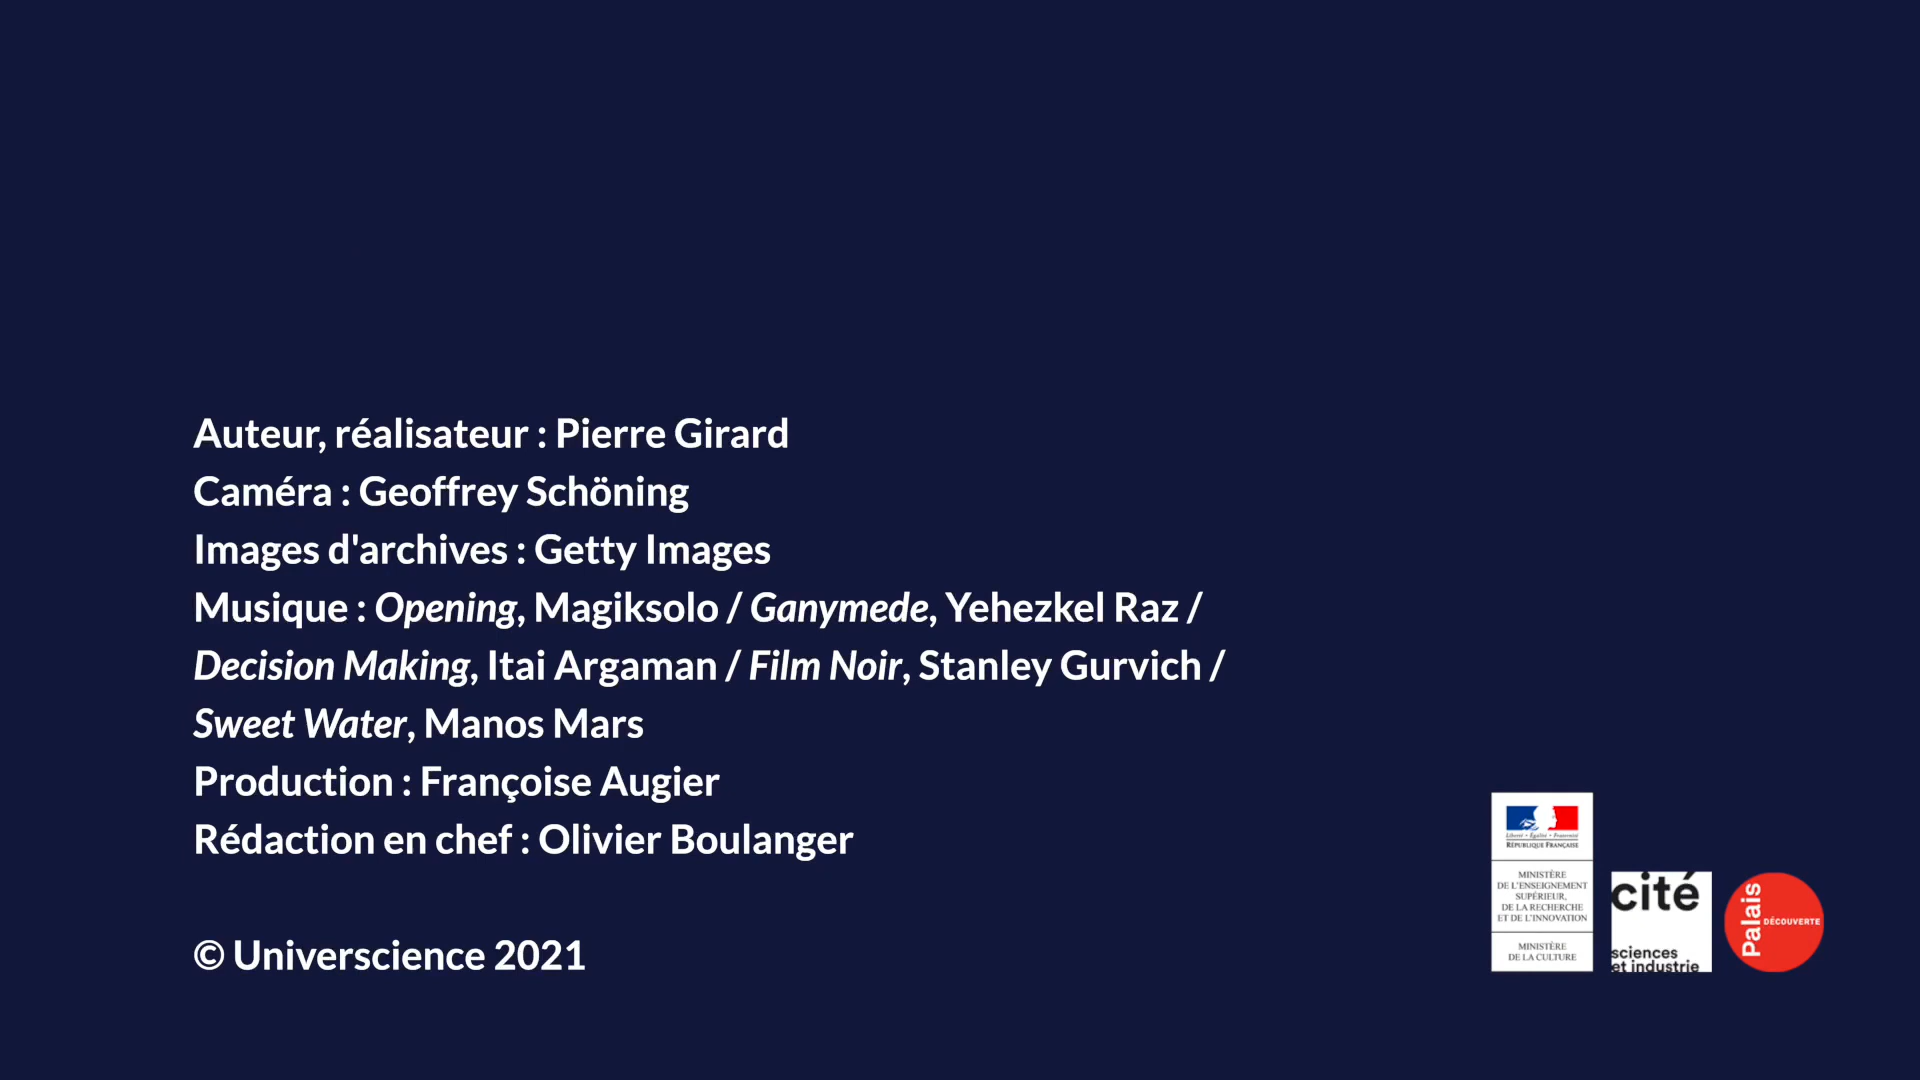 Auteur, réalisateur : Pierre Girard
Caméra : Geoffrey Schöning
Images d'archives : Getty Images
Musique : Opening, Magiksolo / Ganymede, Yehezkel Raz /
Decision Making, Itai Argaman / Film Noir, Stanley Gurvich /
Sweet Water, Manos Mars
Production : Françoise Augier
Rédaction en chef : Olivier Boulanger
© Universcience 2021
Liberté • Égalité • Fraternité
RÉPUBLIQUE FRANÇAISE
MINISTÈRE
DE L'ENSEIGNEMENT
SUPÉRIEUR,
DE LA RECHERCHE
ET DE L'INNOVATION
MINISTÈRE
DE LA CULTURE
cité
sciences
et industrie
Palais
DÉCOUVERTE